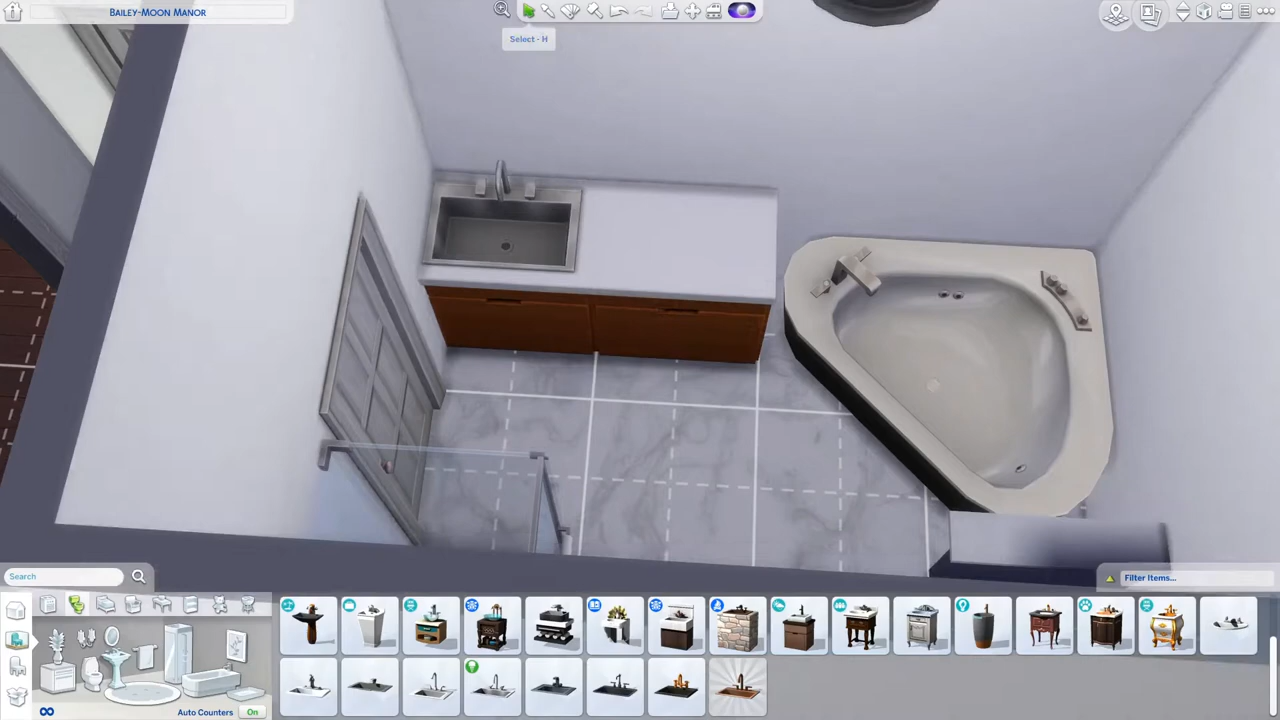 BAILEY-MOON MANOR
Select - H
Search
Filter Items...
Auto Counters
On